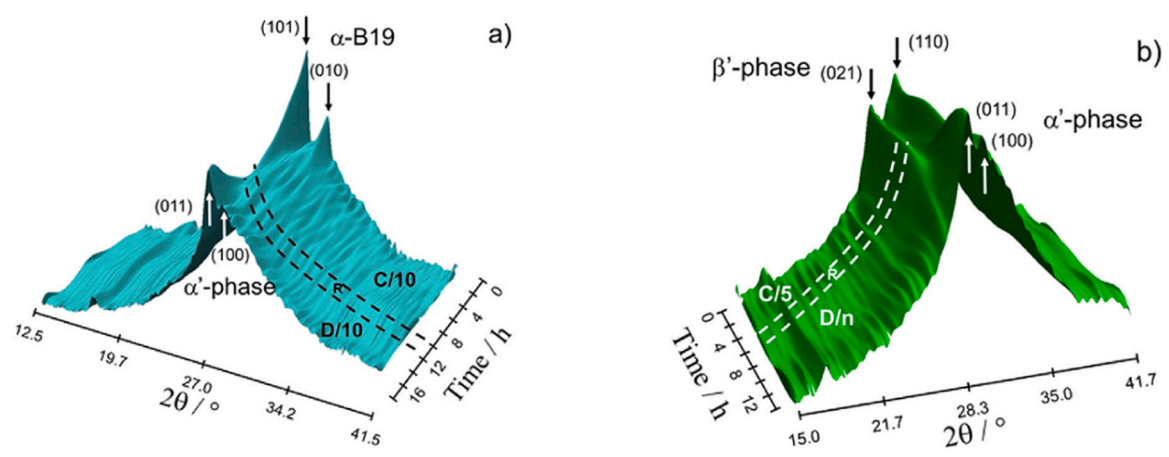 a)
(101)
α-B19
(010)
(011)
(100)
α'-phase
C/10
R
D/10
0
4
8
12
16
Time / h
12.5
19.7
27.0
34.2
41.5
2θ / °
b)
(110)
β'-phase (021)
(011)
α'-phase
(100)
C/5
R
D/n
0
4
8
12
Time / h
15.0
21.7
28.3
35.0
41.7
2θ / °